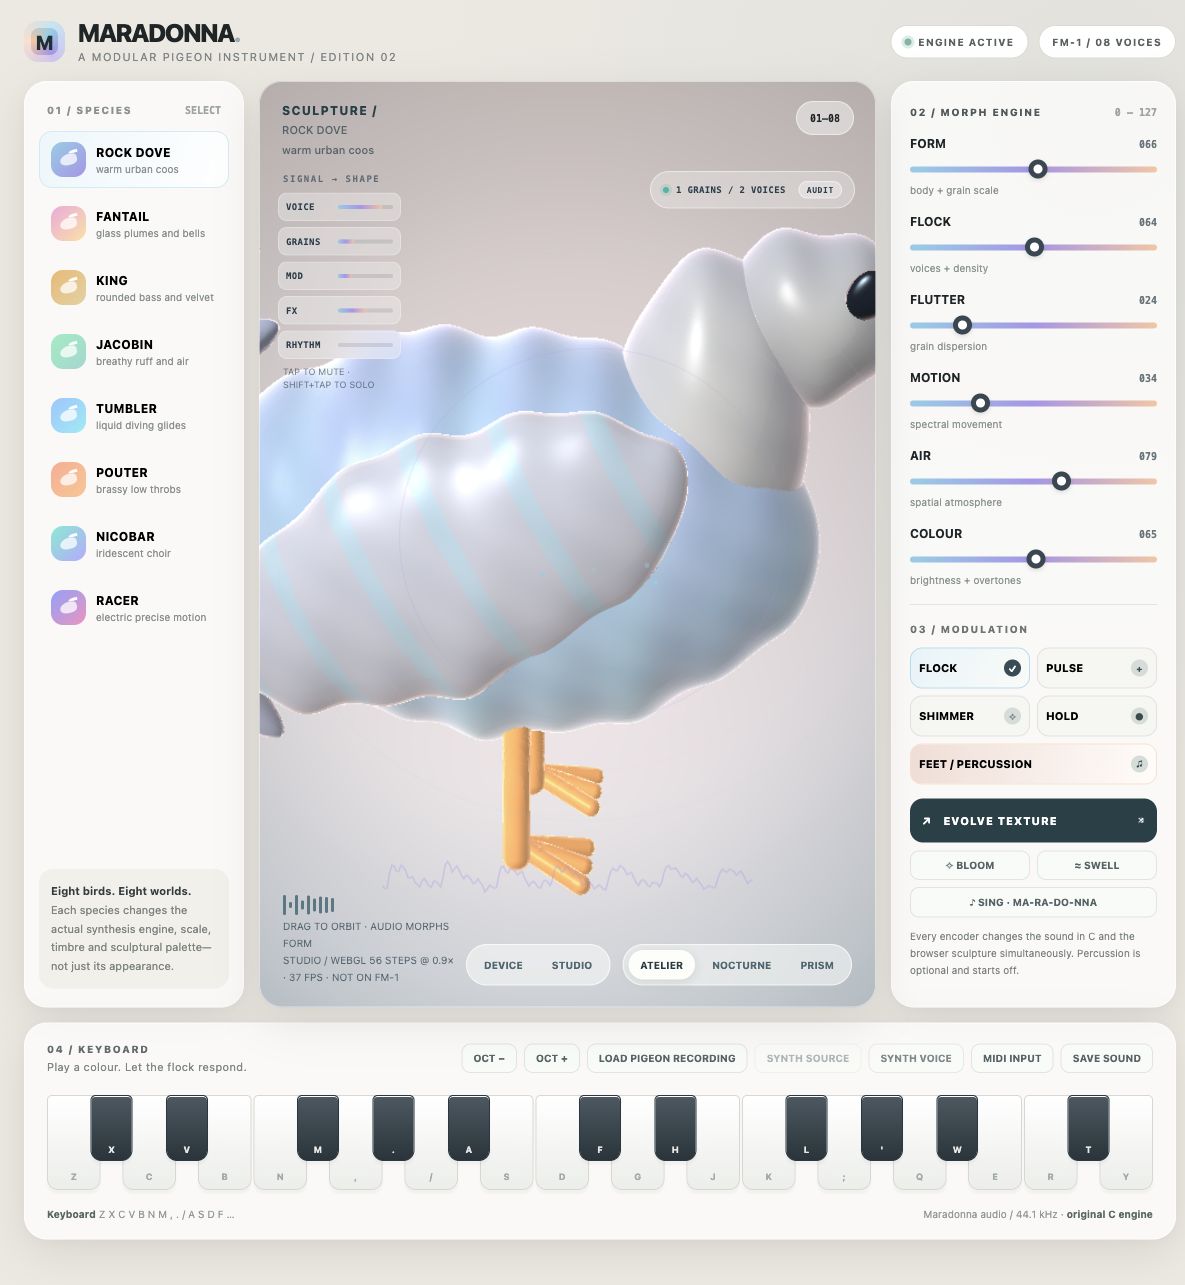 M
MARADONNA.
A MODULAR PIGEON INSTRUMENT / EDITION 02
ENGINE ACTIVE
FM-1 / 08 VOICES
01 / SPECIES
SELECT
ROCK DOVE
warm urban coos
FANTAIL
glass plumes and bells
KING
rounded bass and velvet
JACOBIN
breathy ruff and air
TUMBLER
liquid diving glides
POUTER
brassy low throbs
NICOBAR
iridescent choir
RACER
electric precise motion
Eight birds. Eight worlds.
Each species changes the
actual synthesis engine, scale,
timbre and sculptural palette—
not just its appearance.
SCULPTURE /
ROCK DOVE
warm urban coos
01—08
SIGNAL → SHAPE
1 GRAINS / 2 VOICES
AUDIT
VOICE
GRAINS
MOD
FX
RHYTHM
TAP TO MUTE ·
SHIFT+TAP TO SOLO
DRAG TO ORBIT · AUDIO MORPHS
FORM
STUDIO / WEBGL 56 STEPS @ 0.9×
· 37 FPS · NOT ON FM-1
DEVICE
STUDIO
ATELIER
NOCTURNE
PRISM
02 / MORPH ENGINE
0 — 127
FORM
066
body + grain scale
FLOCK
064
voices + density
FLUTTER
024
grain dispersion
MOTION
034
spectral movement
AIR
079
spatial atmosphere
COLOUR
065
brightness + overtones
03 / MODULATION
FLOCK
PULSE
+
SHIMMER
✧
HOLD
●
FEET / PERCUSSION
♫
↗ EVOLVE TEXTURE
✧ BLOOM
≈ SWELL
♪ SING · MA-RA-DO-NNA
Every encoder changes the sound in C and the
browser sculpture simultaneously. Percussion is
optional and starts off.
04 / KEYBOARD
Play a colour. Let the flock respond.
OCT −
OCT +
LOAD PIGEON RECORDING
SYNTH SOURCE
SYNTH VOICE
MIDI INPUT
SAVE SOUND
X V M . A F H L ' W T
Z C B N , / S D G J K ; Q E R Y
Keyboard Z X C V B N M , . / A S D F ...
Maradonna audio / 44.1 kHz · original C engine